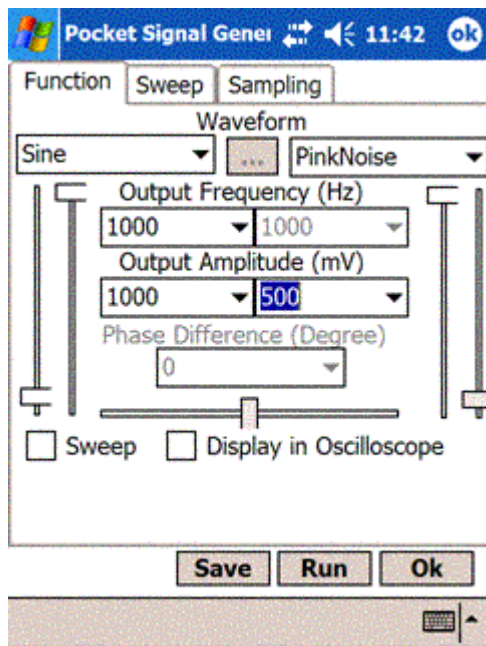 Pocket Signal Gener 11:42 ok
Function Sweep Sampling
Waveform
Sine ... PinkNoise
Output Frequency (Hz)
1000 1000
Output Amplitude (mV)
1000 500
Phase Difference (Degree)
0
Sweep Display in Oscilloscope
Save Run Ok